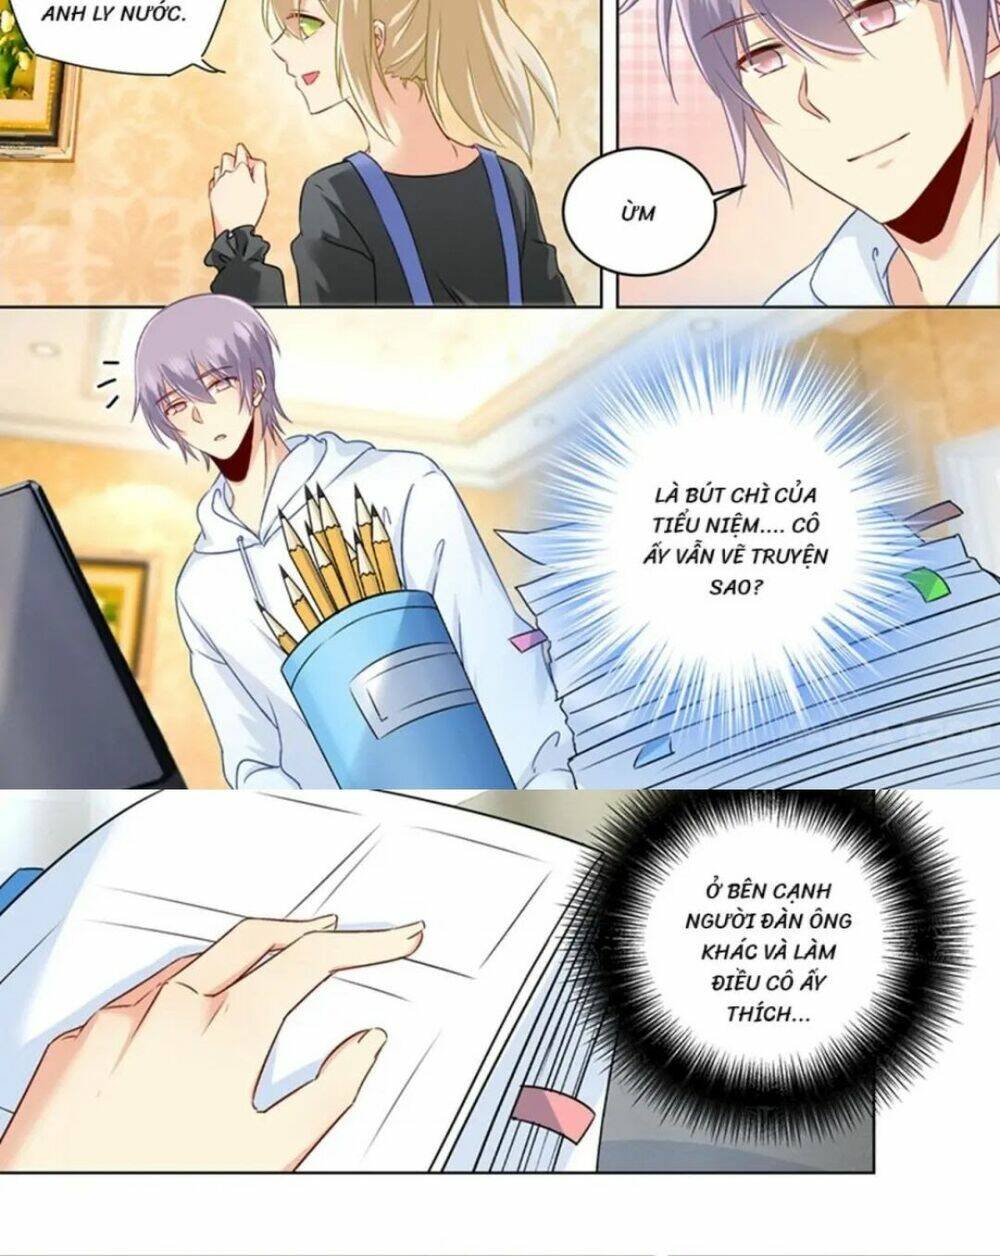 ANH LY NƯỚC.
ỪM
LÀ BÚT CHÌ CỦA
TIỂU NIỆM.... CÔ
ẤY VẪN VẼ TRUYỆN
SAO?
Ở BÊN CẠNH
NGƯỜI ĐÀN ÔNG
KHÁC VÀ LÀM
ĐIỀU CÔ ẤY
THÍCH...